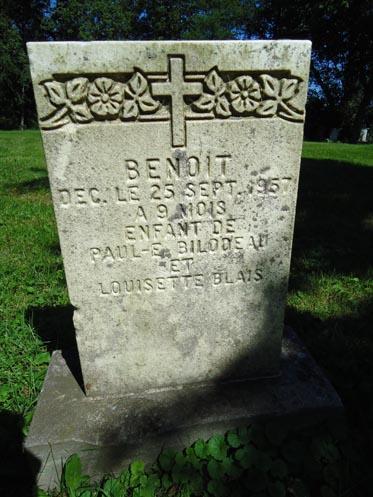 BENOIT
DEC. LE 25 SEPT. 1957
A 9 MOIS
ENFANT DE
PAUL-E. BILODEAU
ET
LOUISETTE BLAIS